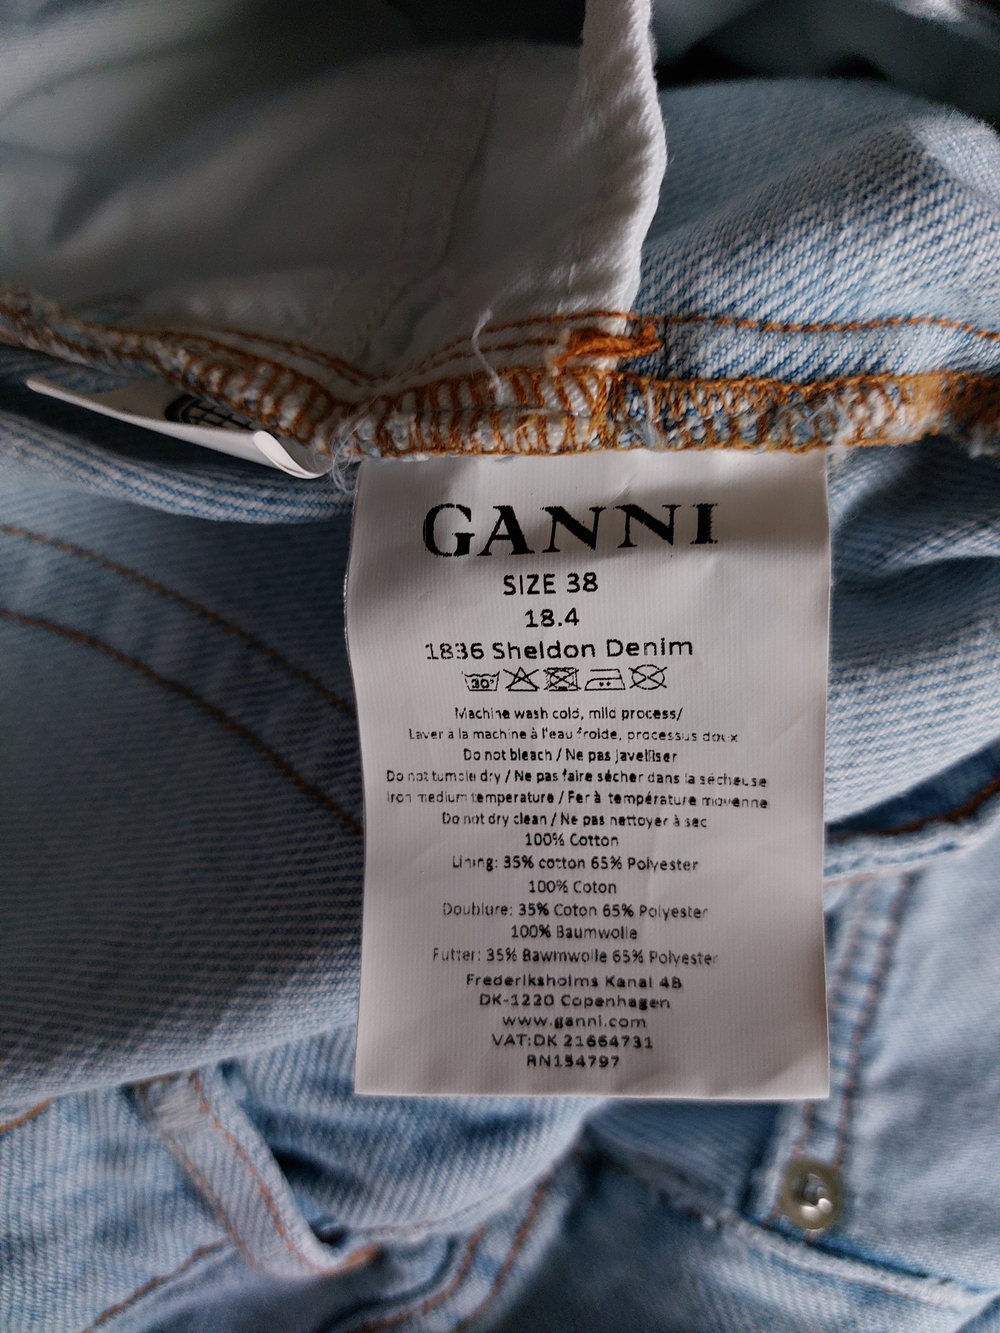 GANNI
SIZE 38
18.4
1836 Sheldon Denim
30°
Machine wash cold, mild process/
Laver à la machine à l'eau froide, processus doux
Do not bleach / Ne pas javelliser
Do not tumble dry / Ne pas faire sécher dans la sécheuse
Iron medium temperature / Fer à température moyenne
Do not dry clean / Ne pas nettoyer à sec
100% Cotton
Lining: 35% cotton 65% Polyester
100% Coton
Doublure: 35% Coton 65% Polyester
100% Baumwolle
Futter: 35% Bawmwolle 65% Polyester
Frederiksholms Kanal 4B
DK-1220 Copenhagen
www.ganni.com
VAT:DK 21664731
RN154797